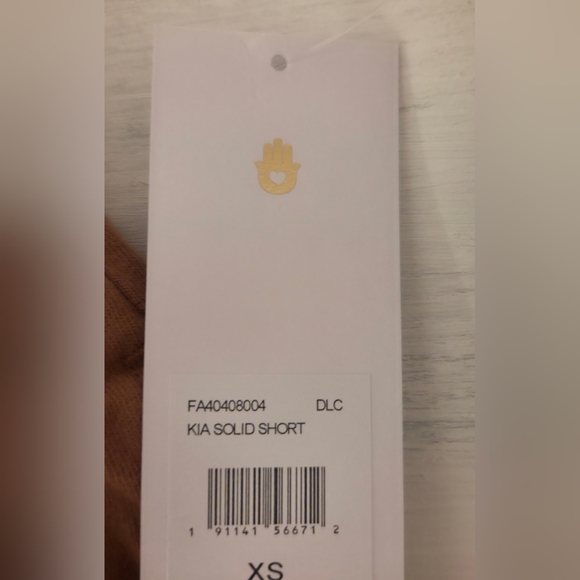 FA40408004 DLC
KIA SOLID SHORT
1 91141 56671 2
XS